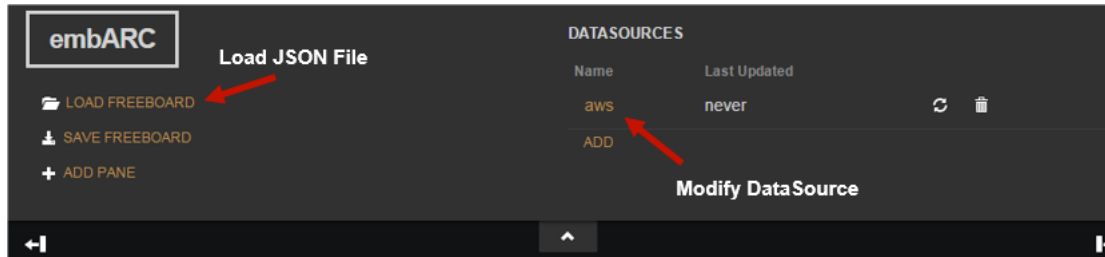 embARC
Load JSON File
LOAD FREEBOARD
SAVE FREEBOARD
ADD PANE
DATASOURCES
Name Last Updated
aws never
ADD
Modify DataSource